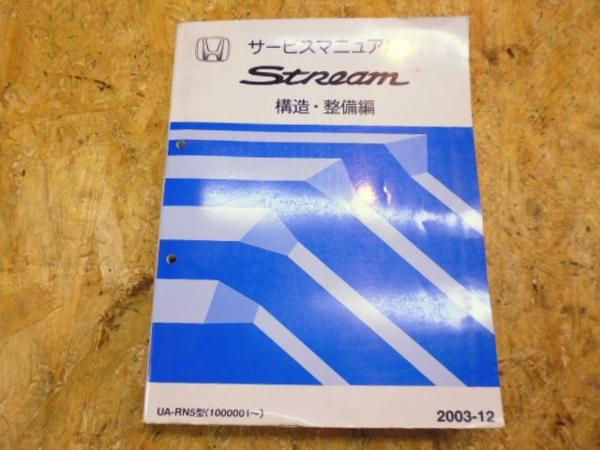 サービスマニュアル
Stream
構造・整備編
UA-RN5型(1000001〜)
2003-12